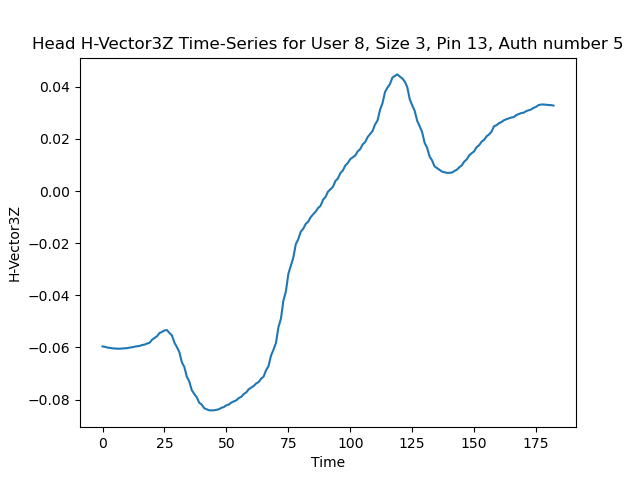 Head H-Vector3Z Time-Series for User 8, Size 3, Pin 13, Auth number 5
H-Vector3Z
0.04
0.02
0.00
−0.02
−0.04
−0.06
−0.08
0 25 50 75 100 125 150 175
Time